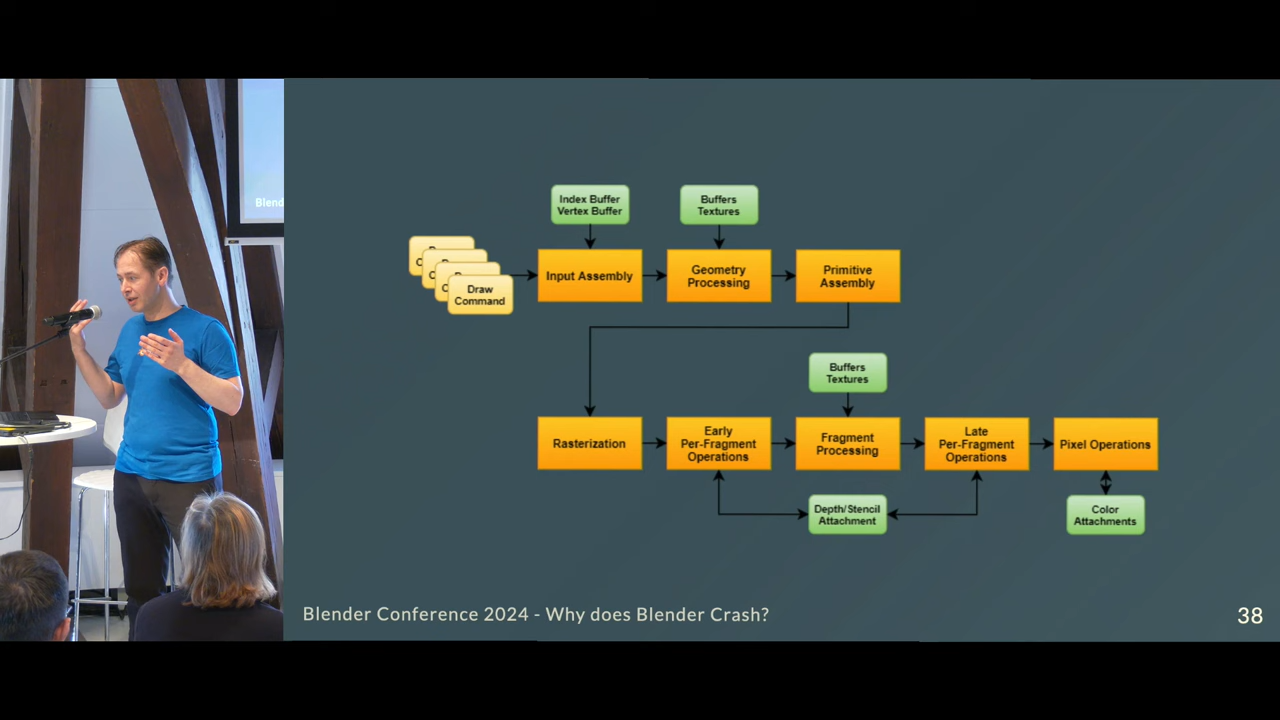 Blend
Index Buffer
Vertex Buffer
Buffers
Textures
Draw
Command
Input Assembly
Geometry
Processing
Primitive
Assembly
Buffers
Textures
Rasterization
Early
Per-Fragment
Operations
Fragment
Processing
Late
Per-Fragment
Operations
Pixel Operations
Depth/Stencil
Attachment
Color
Attachments
Blender Conference 2024 - Why does Blender Crash?
38